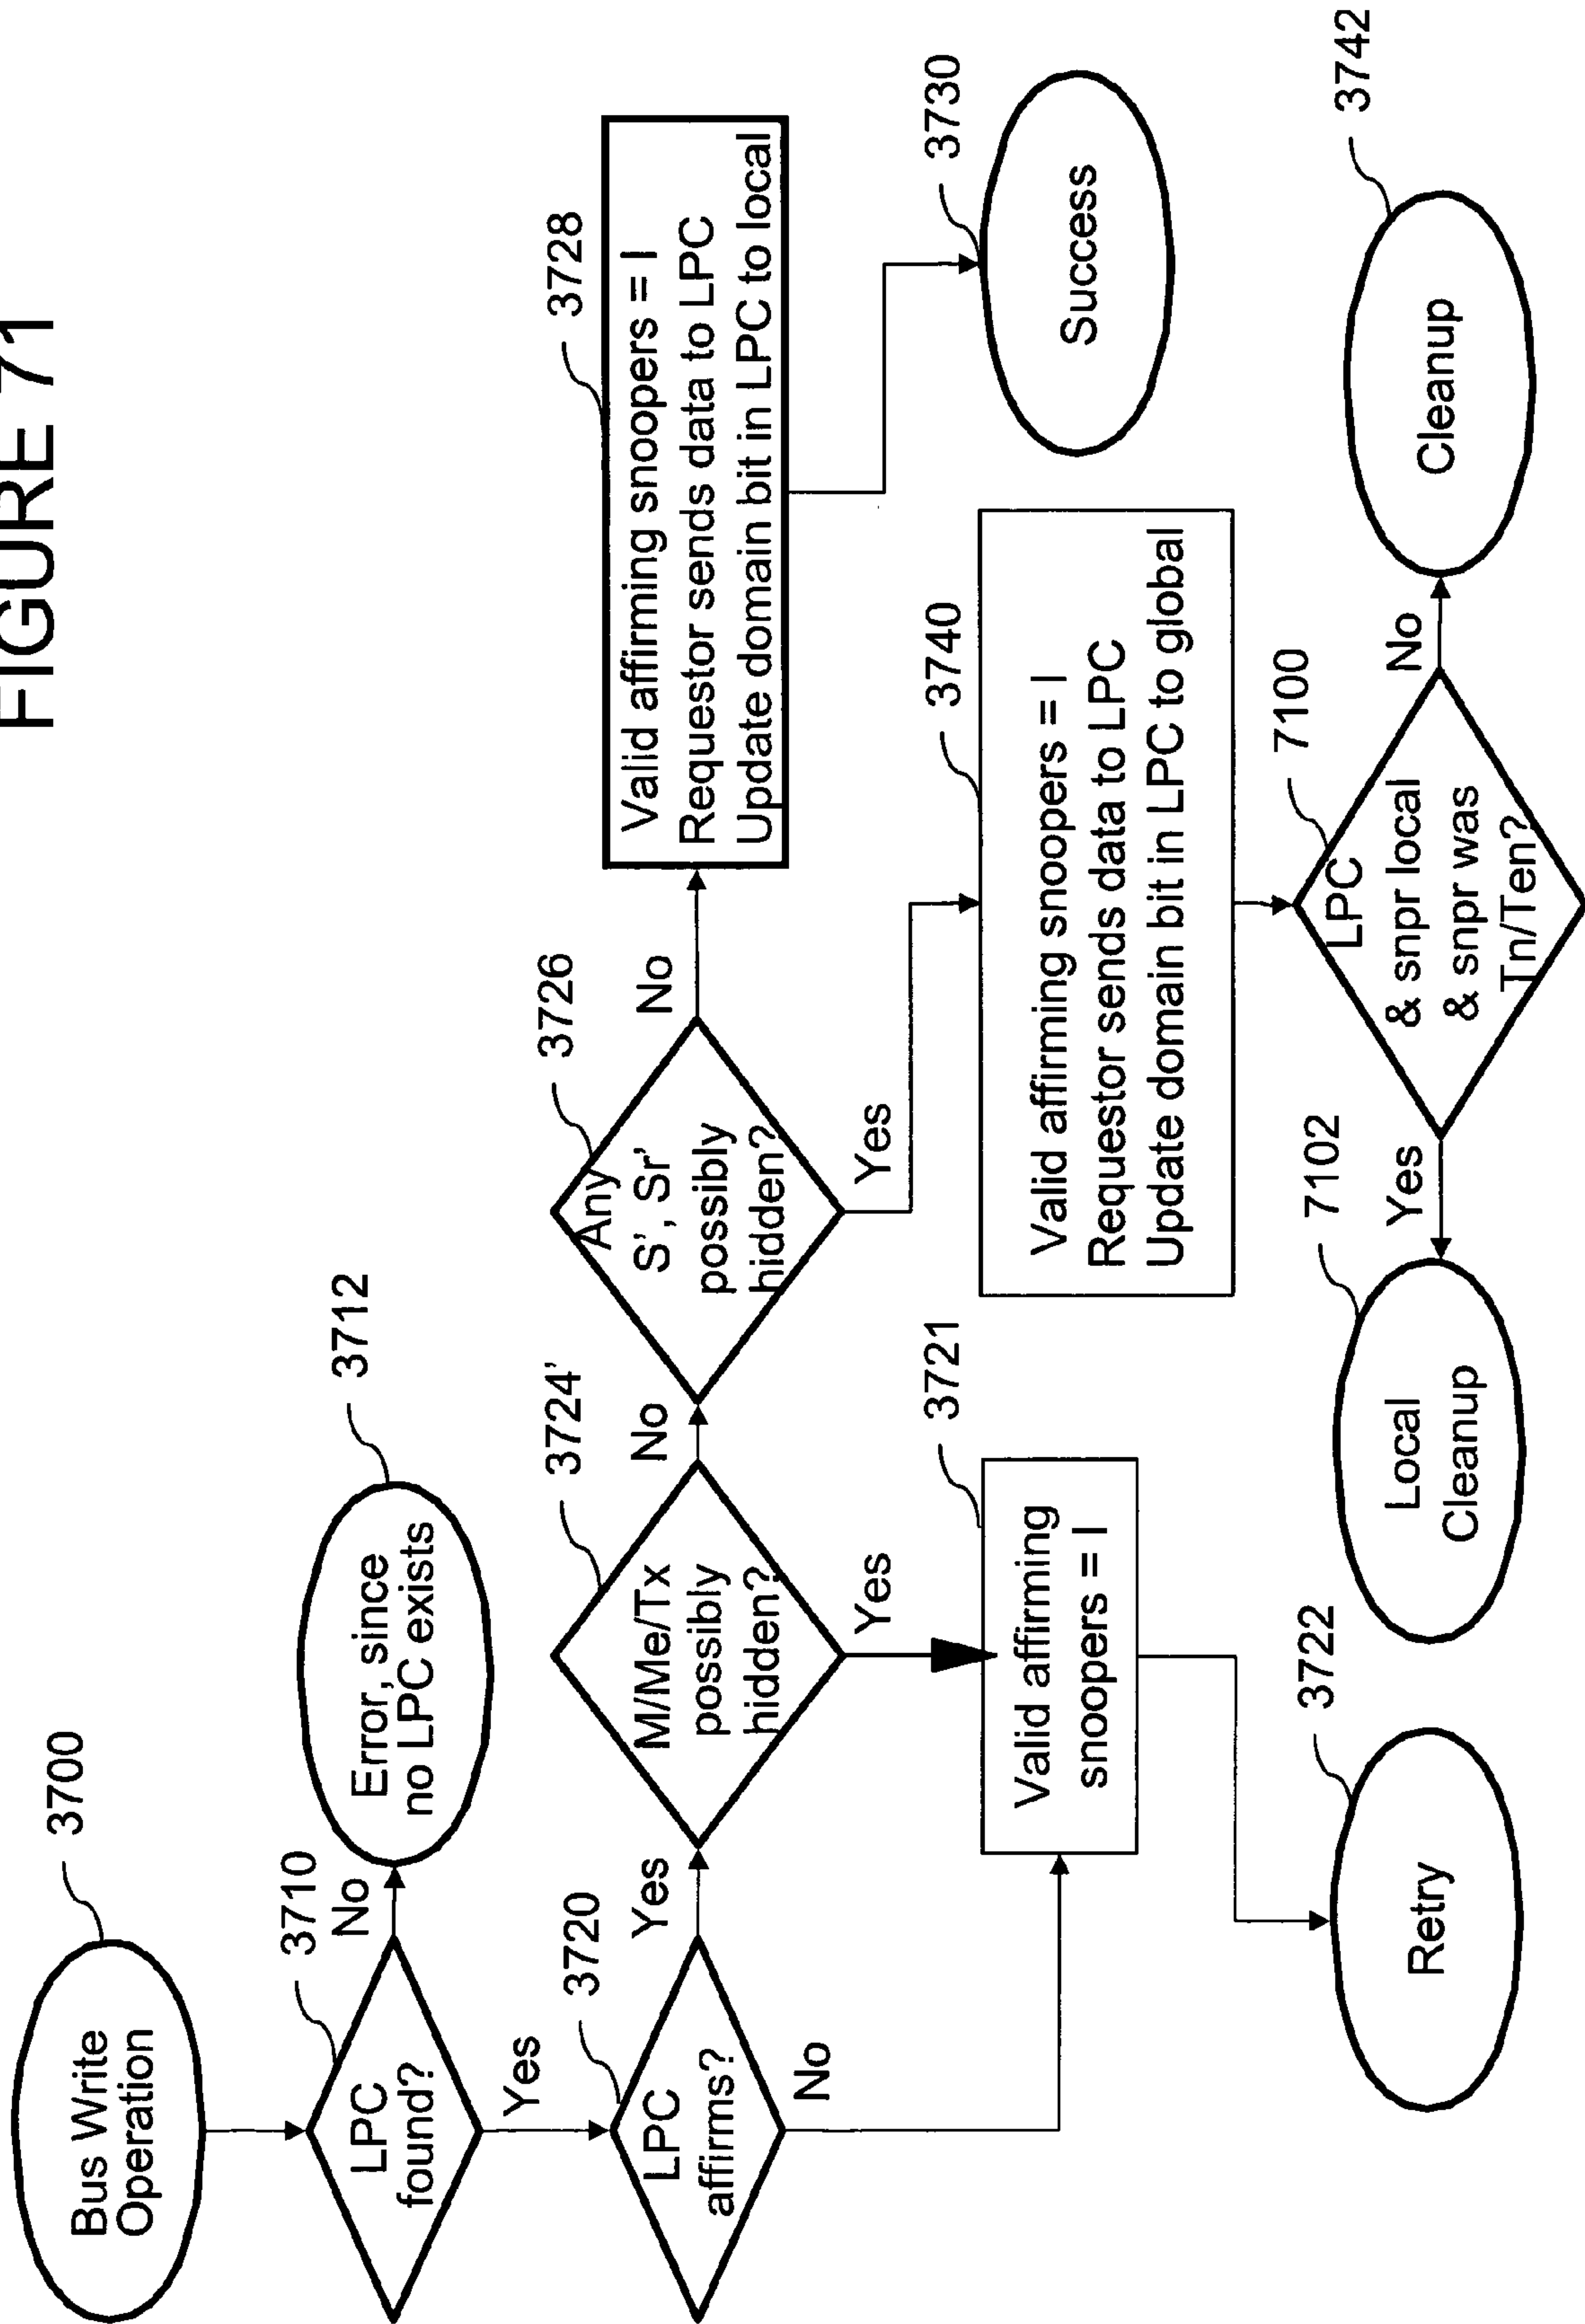 FIGURE 71
Bus Write
Operation
3700
LPC
found?
3710
No
Error, since
no LPC exists
3712
Yes
LPC
affirms?
3720
Yes
No
M/Me/Tx
possibly
hidden?
3724'
No
Yes
Any
S', Sr'
possibly
hidden?
3726
No
Yes
Valid affirming snoopers = I
Requestor sends data to LPC
Update domain bit in LPC to local
3728
Success
3730
Valid affirming
snoopers = I
3721
Retry
3722
Valid affirming snoopers = I
Requestor sends data to LPC
Update domain bit in LPC to global
3740
LPC
& snpr local
& snpr was
Tn/Ten?
7100
Yes
Local
Cleanup
7102
No
Cleanup
3742